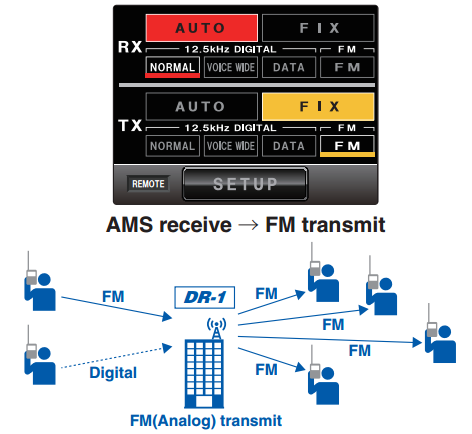 AUTO FIX
RX 12.5kHz DIGITAL FM
NORMAL VOICE WIDE DATA FM
AUTO FIX
TX 12.5kHz DIGITAL FM
NORMAL VOICE WIDE DATA FM
REMOTE SETUP
AMS receive → FM transmit
FM DR-1 FM
FM
FM
Digital FM
FM(Analog) transmit